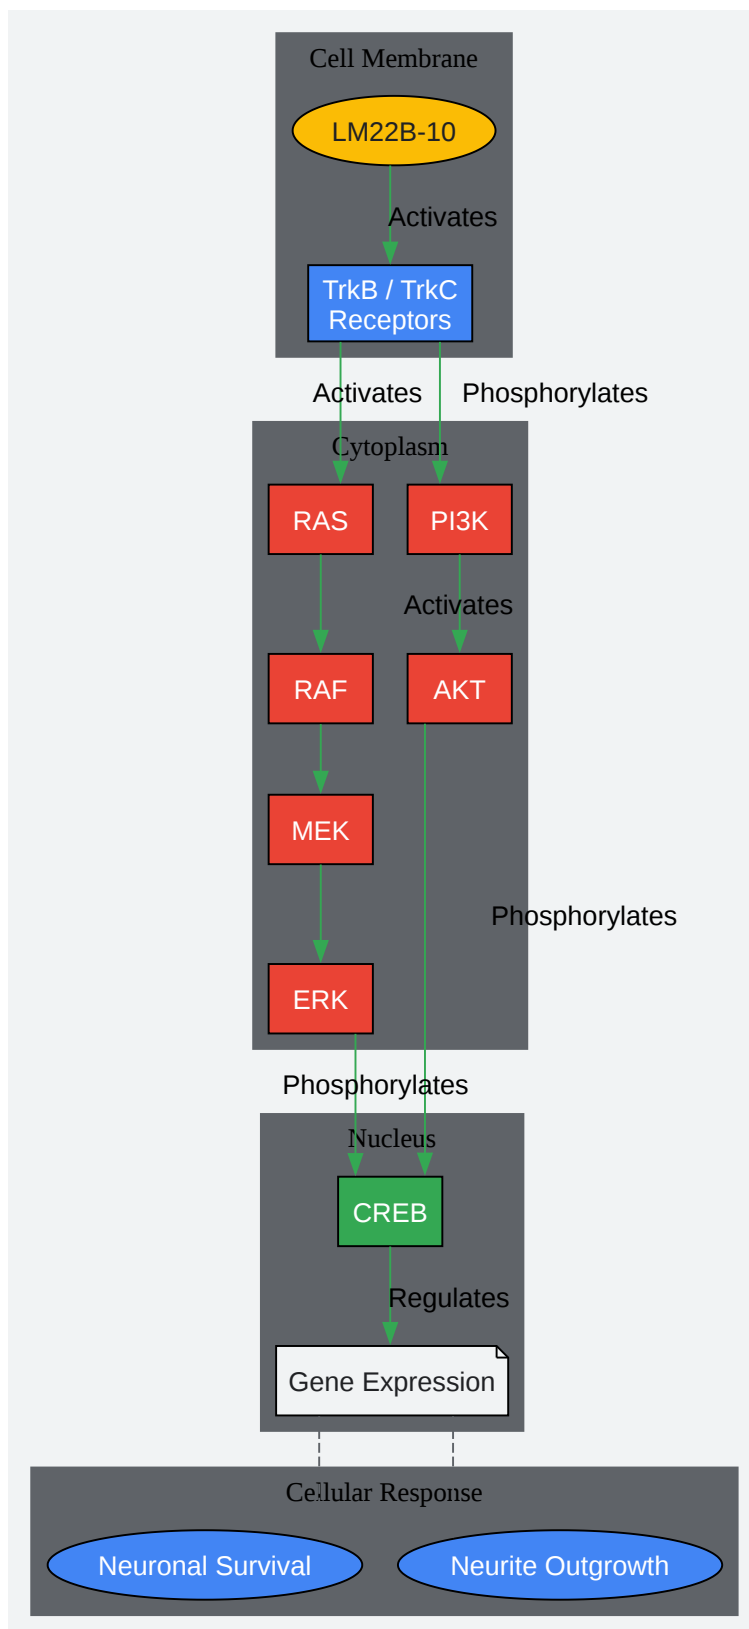 Cell Membrane
LM22B-10
Activates
TrkB / TrkC
Receptors
Activates
Phosphorylates
Cytoplasm
RAS
PI3K
Activates
RAF
AKT
MEK
Phosphorylates
ERK
Phosphorylates
Nucleus
CREB
Regulates
Gene Expression
Cellular Response
Neuronal Survival
Neurite Outgrowth